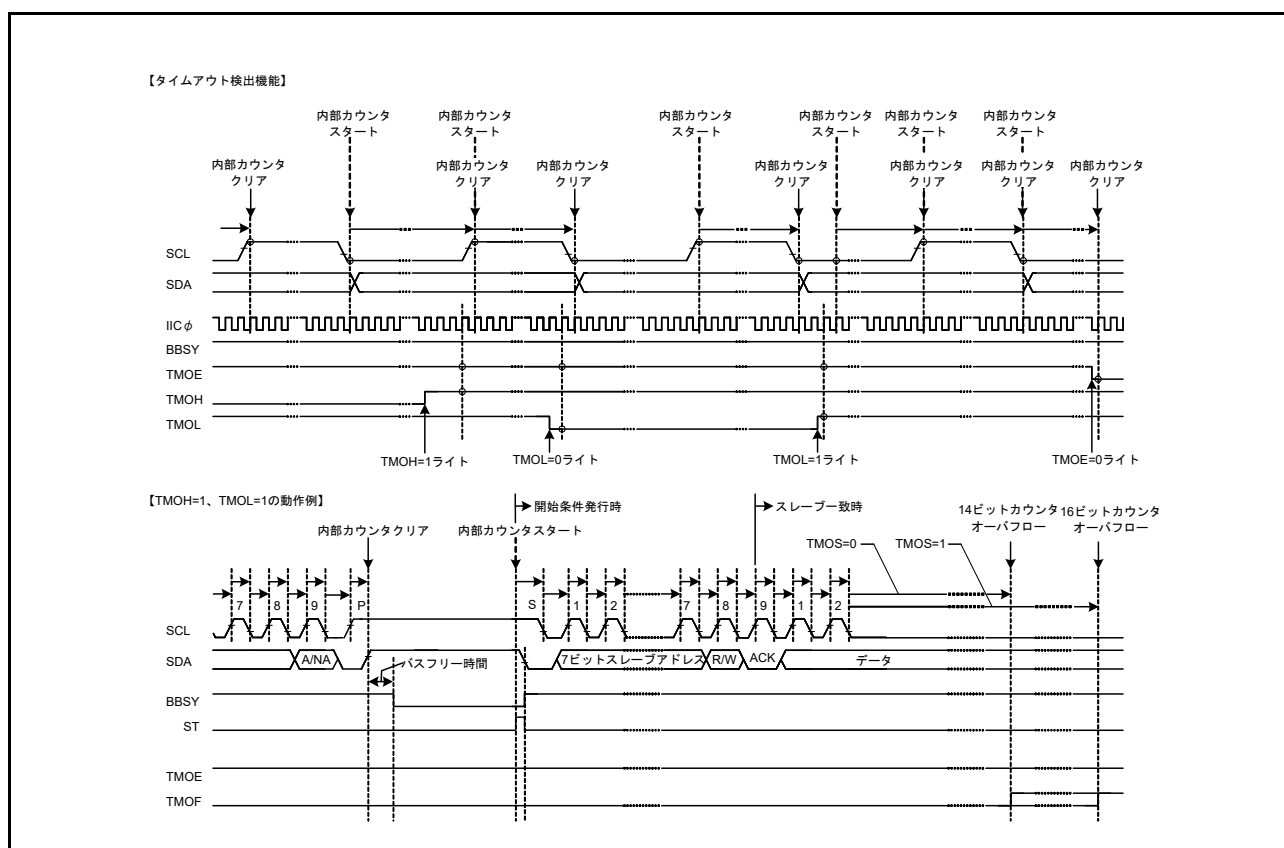 【タイムアウト検出機能】
内部カウンタ
スタート
内部カウンタ
スタート
内部カウンタ
スタート
内部カウンタ
スタート
内部カウンタ
スタート
内部カウンタ
スタート
内部カウンタ
クリア
内部カウンタ
クリア
内部カウンタ
クリア
内部カウンタ
クリア
内部カウンタ
クリア
内部カウンタ
クリア
内部カウンタ
クリア
SCL
SDA
IICφ
BBSY
TMOE
TMOH
TMOL
TMOH=1ライト
TMOL=0ライト
TMOL=1ライト
TMOE=0ライト
【TMOH=1、TMOL=1の動作例】
開始条件発行時
スレーブ一致時
内部カウンタクリア
内部カウンタスタート
14ビットカウンタ
オーバフロー
16ビットカウンタ
オーバフロー
TMOS=0
TMOS=1
7 8 9 P S 1 2 7 8 9 1 2
SCL
SDA
A/NA
バスフリー時間
7ビットスレーブアドレス
R/W
ACK
データ
BBSY
ST
TMOE
TMOF